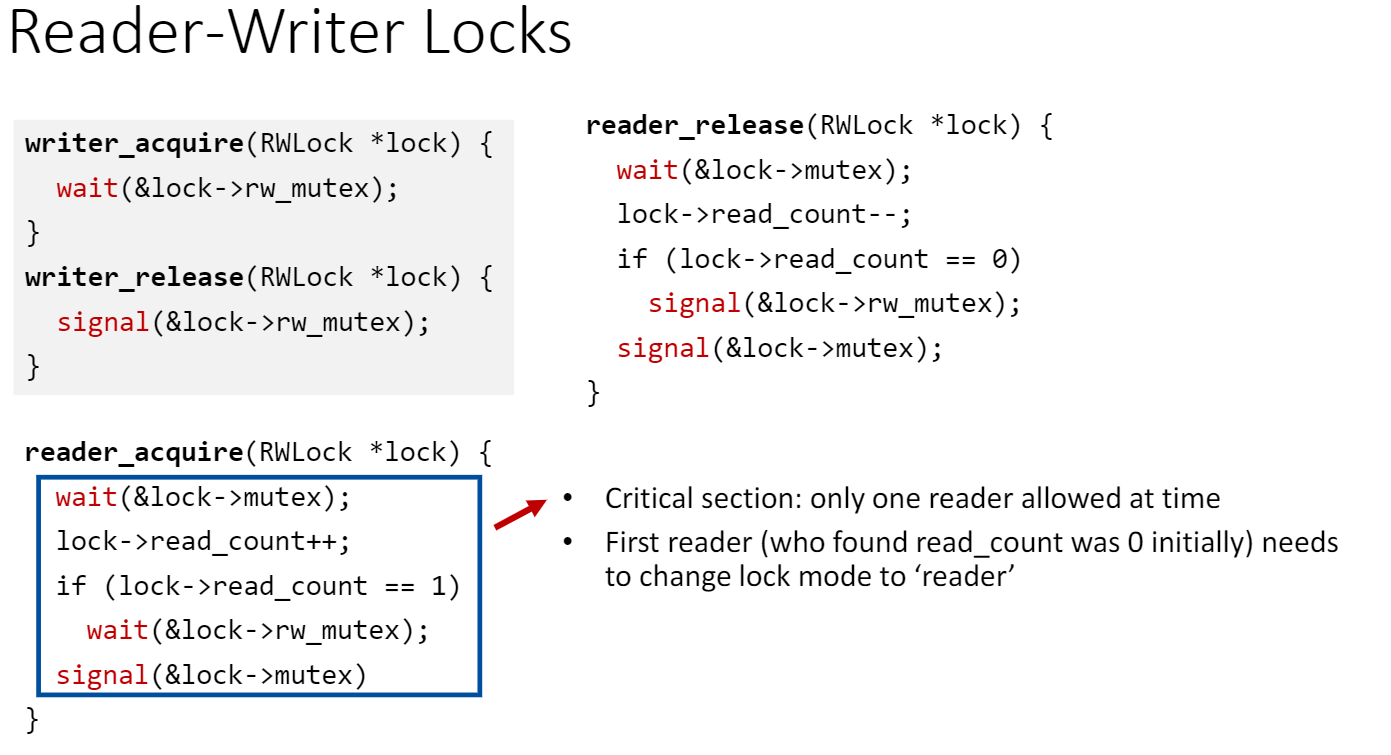 Reader-Writer Locks
writer_acquire(RWLock *lock) {
  wait(&lock->rw_mutex);
}
writer_release(RWLock *lock) {
  signal(&lock->rw_mutex);
}
reader_acquire(RWLock *lock) {
  wait(&lock->mutex);
  lock->read_count++;
  if (lock->read_count == 1)
    wait(&lock->rw_mutex);
  signal(&lock->mutex)
}
reader_release(RWLock *lock) {
  wait(&lock->mutex);
  lock->read_count--;
  if (lock->read_count == 0)
    signal(&lock->rw_mutex);
  signal(&lock->mutex);
}
• Critical section: only one reader allowed at time
• First reader (who found read_count was 0 initially) needs
to change lock mode to ‘reader’